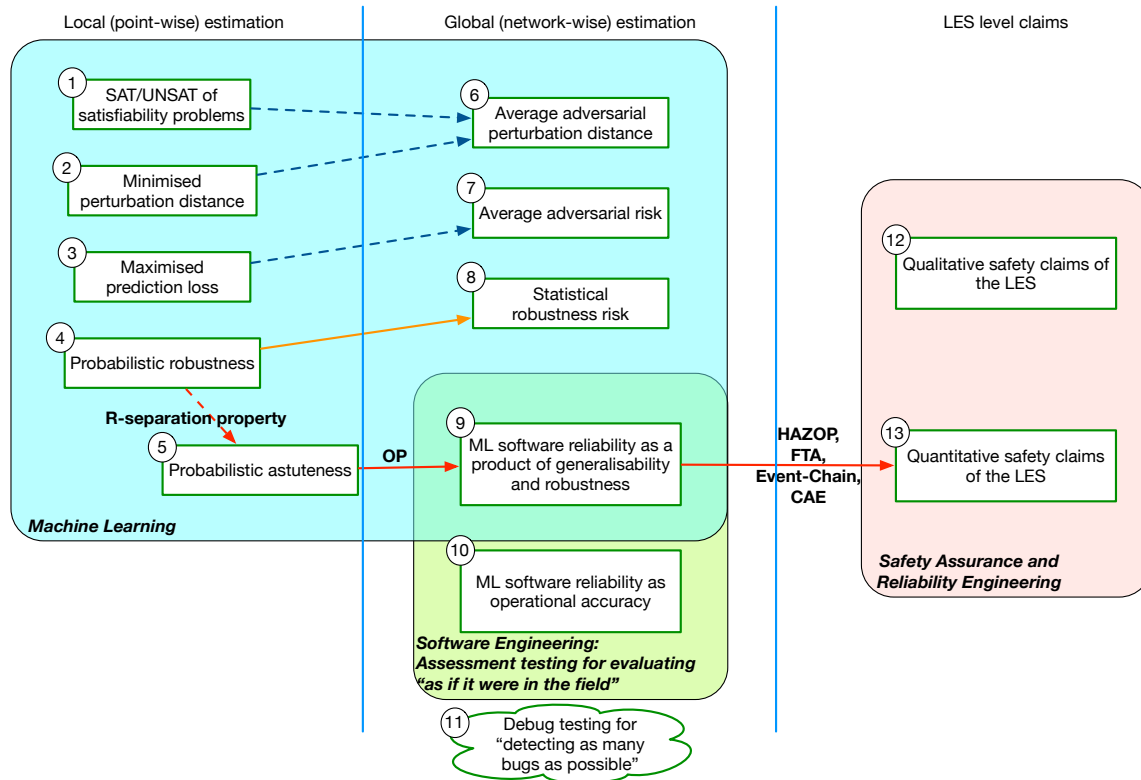 Local (point-wise) estimation
Global (network-wise) estimation
LES level claims
1
SAT/UNSAT of
satisfiability problems
2
Minimised
perturbation distance
3
Maximised
prediction loss
4
Probabilistic robustness
R-separation property
5
Probabilistic astuteness
Machine Learning
6
Average adversarial
perturbation distance
7
Average adversarial risk
8
Statistical
robustness risk
OP
9
ML software reliability as a
product of generalisability
and robustness
10
ML software reliability as
operational accuracy
Software Engineering:
Assessment testing for evaluating
“as if it were in the field”
11
Debug testing for
“detecting as many
bugs as possible”
HAZOP,
FTA,
Event-Chain,
CAE
12
Qualitative safety claims of
the LES
13
Quantitative safety claims
of the LES
Safety Assurance and
Reliability Engineering